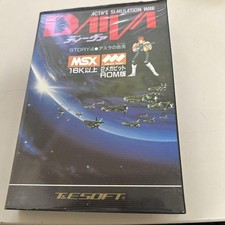 ACTIVE SIMULATION WAR
DAIVA
ディーヴァ
STORY4●アスラの血流
MSX
16K以上
2メガビット
ROM版
T&ESOFT